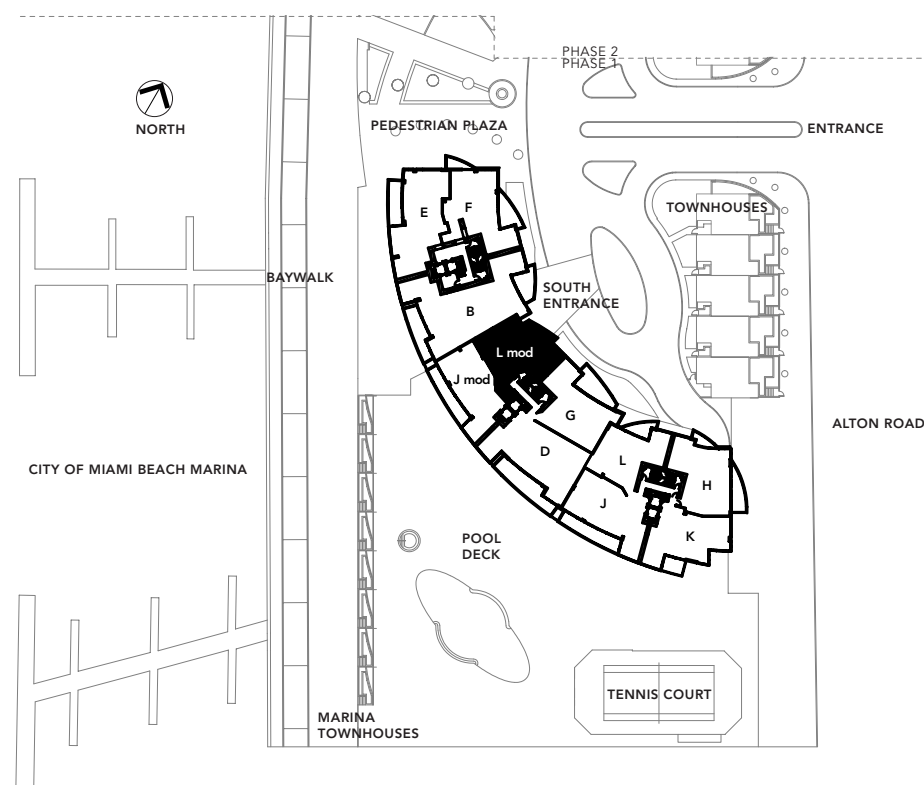 PHASE 2
PHASE 1
NORTH
PEDESTRIAN PLAZA
ENTRANCE
E
F
TOWNHOUSES
BAYWALK
SOUTH
ENTRANCE
B
L mod
J mod
G
ALTON ROAD
D
L
CITY OF MIAMI BEACH MARINA
H
J
K
POOL
DECK
TENNIS COURT
MARINA
TOWNHOUSES